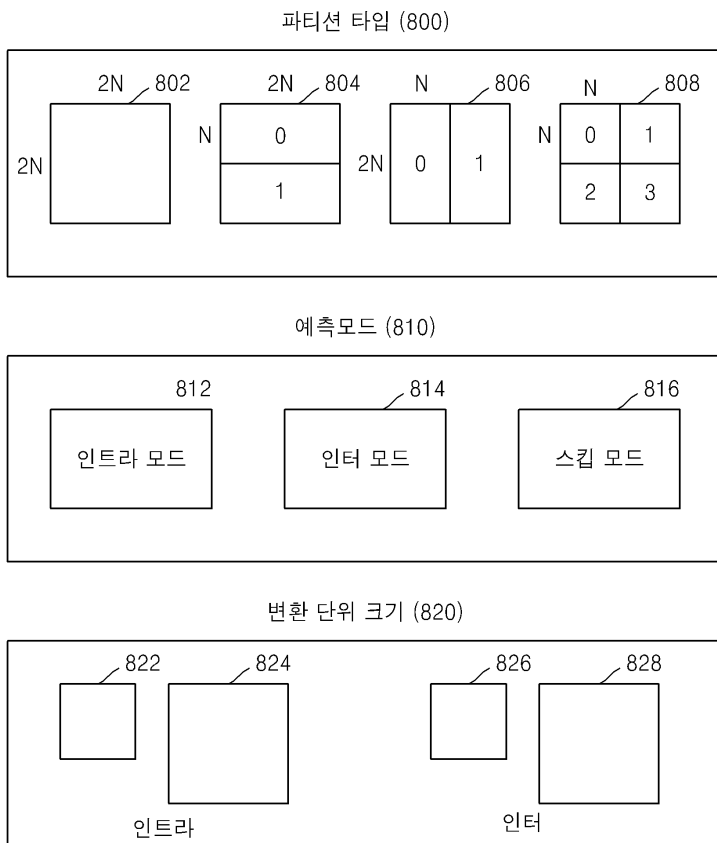 파티션 타입 (800)
2N 802 2N 804 N 806 N 808
2N N 0 1 2N 0 1 N 0 1 2 3
예측모드 (810)
812 814 816
인트라 모드 인터 모드 스킵 모드
변환 단위 크기 (820)
822 824 826 828
인트라 인터